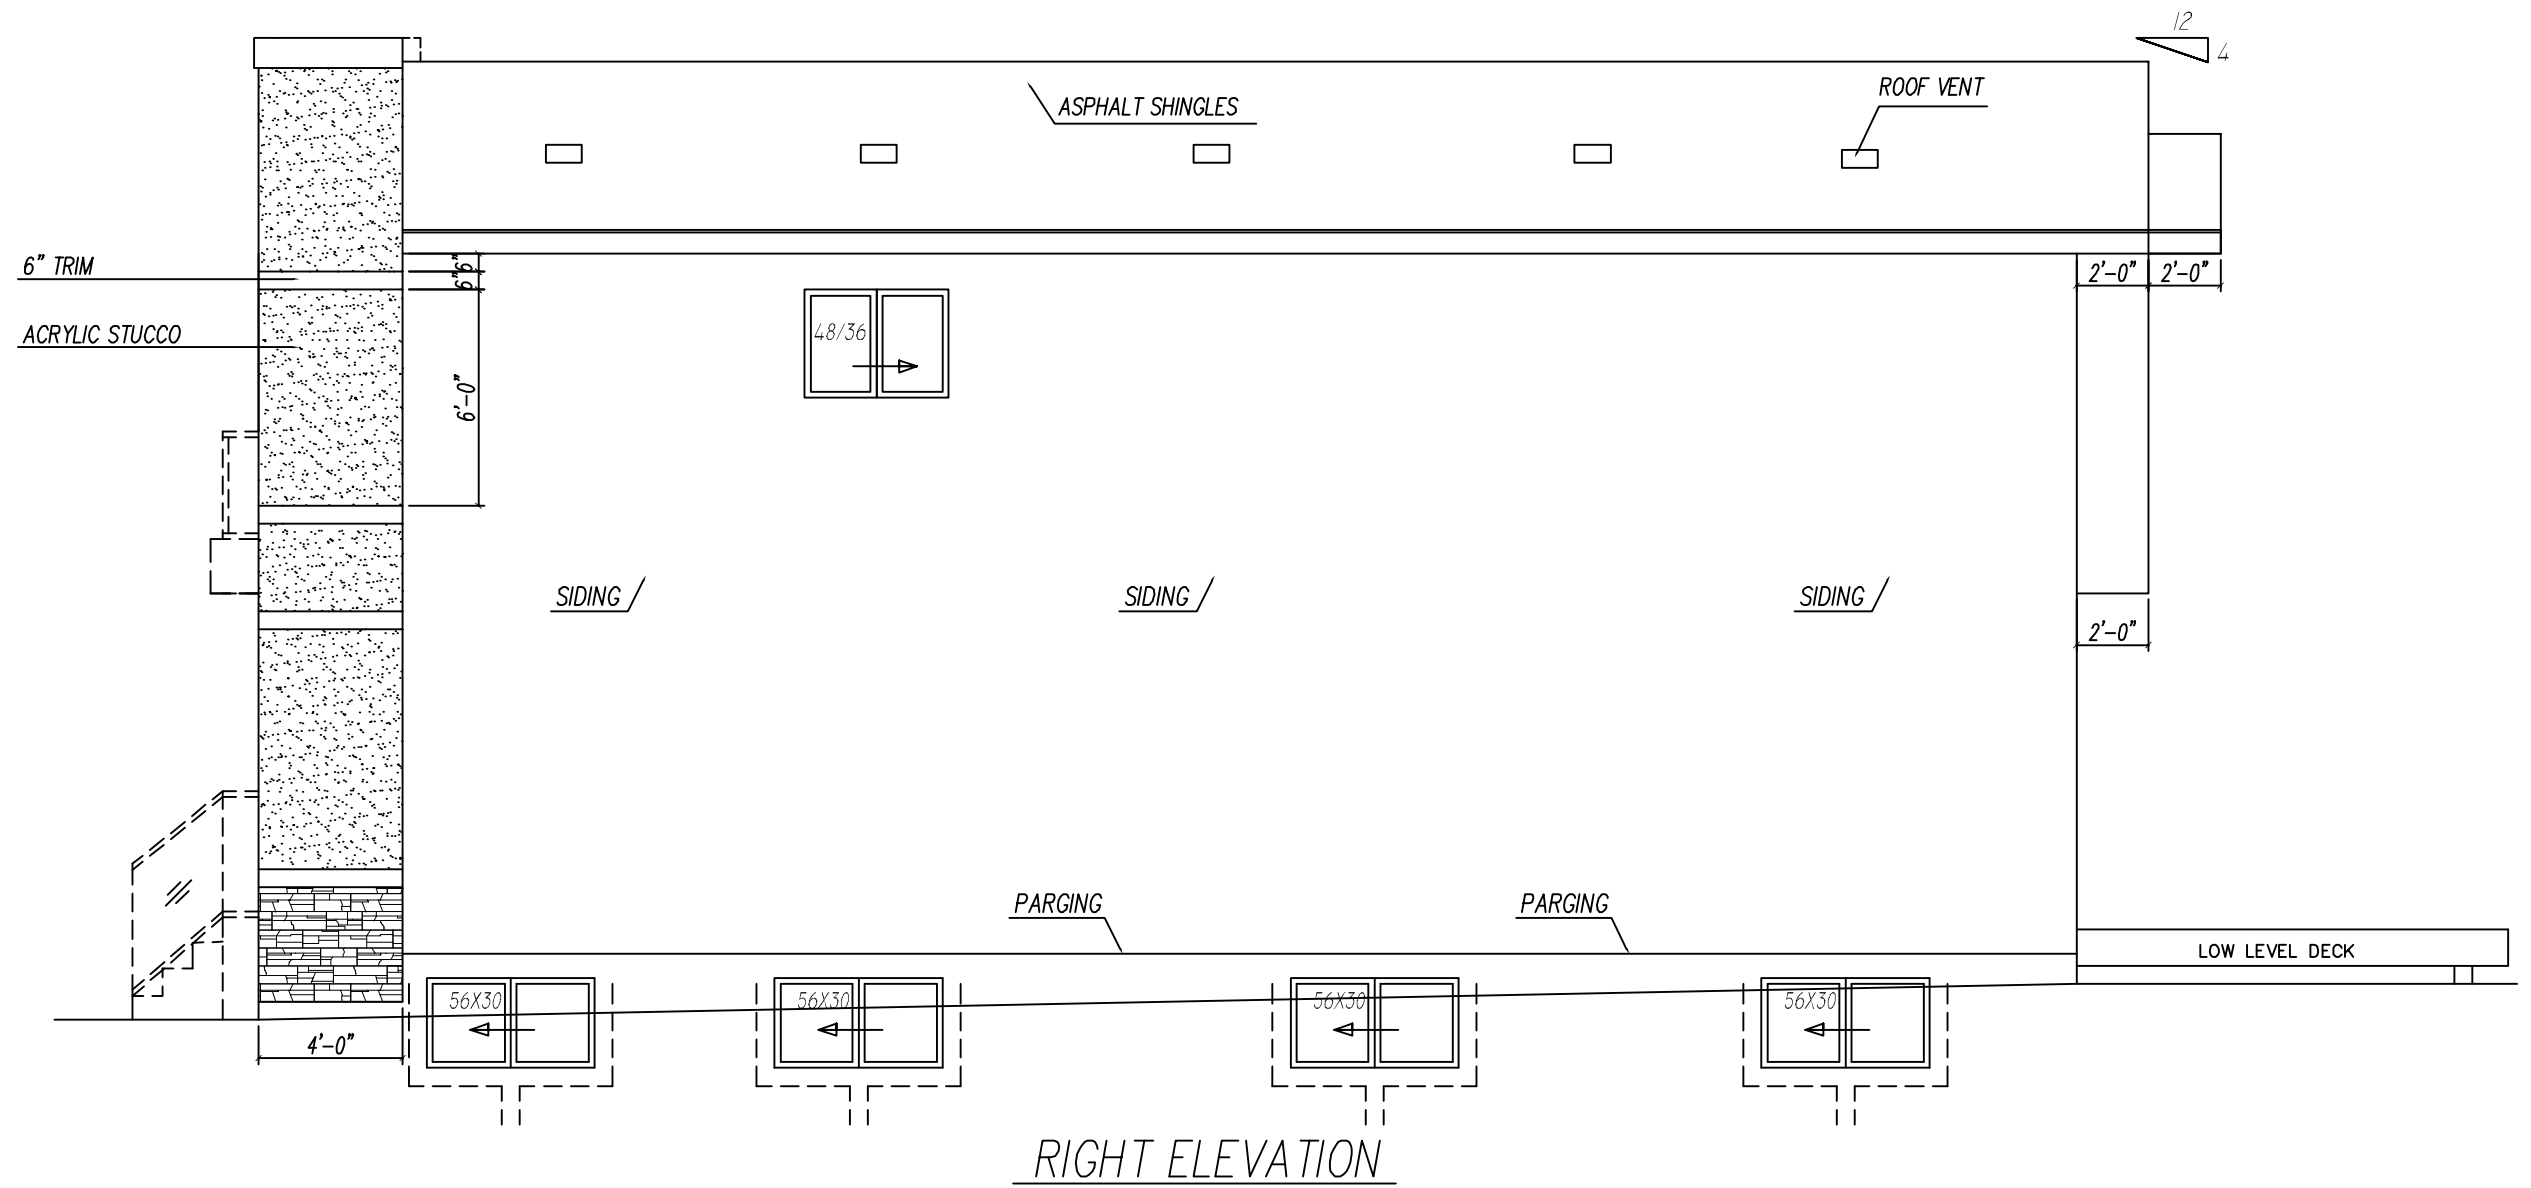 12
4
ROOF VENT
ASPHALT SHINGLES
6" TRIM
6"
6"
2'-0"
2'-0"
ACRYLIC STUCCO
48/36
6'-0"
SIDING
SIDING
SIDING
2'-0"
PARGING
PARGING
LOW LEVEL DECK
56X30
56X30
56X30
56X30
4'-0"
RIGHT ELEVATION